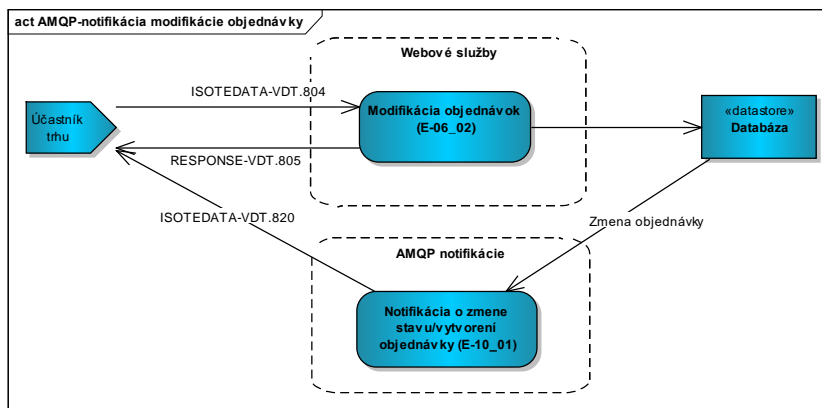 act AMQP-notifikácia modifikácie objednávky
Webové služby
ISOTEDATA-VDT.804
Účastník
trhu
Modifikácia objednávok
(E-06_02)
«datastore»
Databáza
RESPONSE-VDT.805
ISOTEDATA-VDT.820
Zmena objednávky
AMQP notifikácie
Notifikácia o zmene
stavu/vytvorení
objednávky (E-10_01)